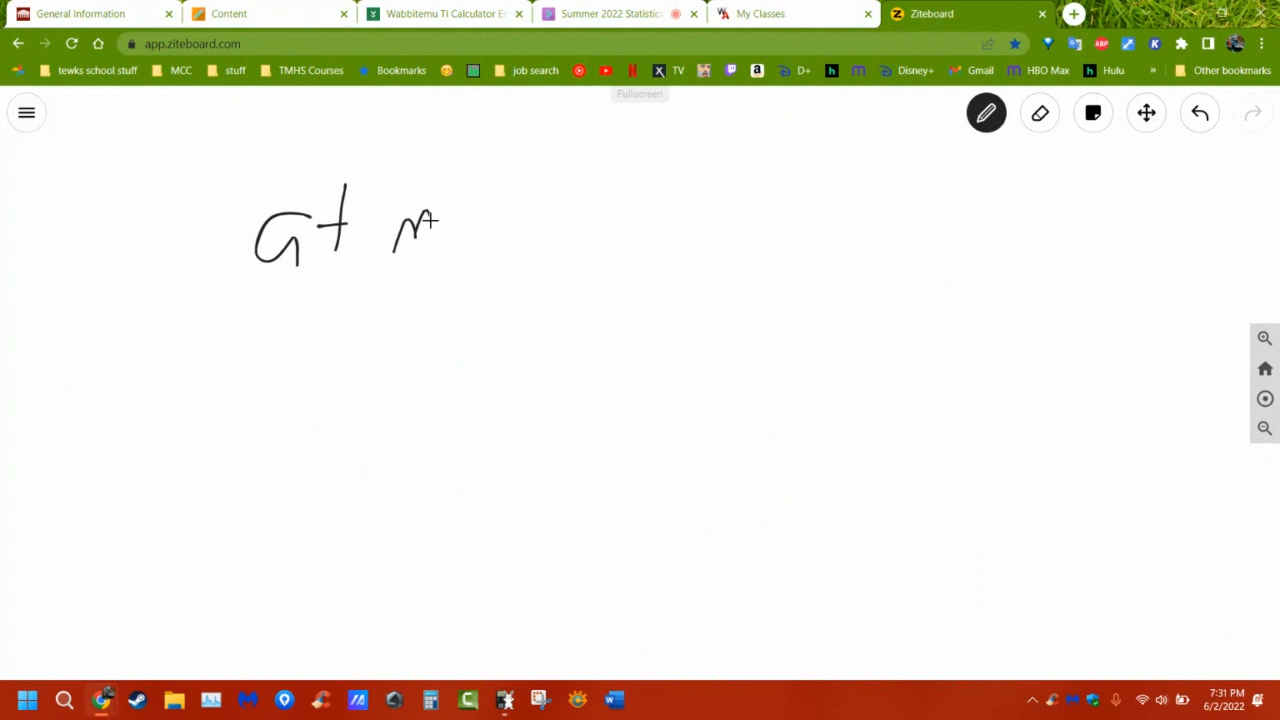 General Information
Content
Wabbitemu TI Calculator En
Summer 2022 Statistic
My Classes
Ziteboard
app.ziteboard.com
tewks school stuff
MCC
stuff
TMHS Courses
Bookmarks
job search
TV
D+
Disney+
Gmail
HBO Max
Hulu
»
Other bookmarks
Fullscreen
at
7:31 PM
6/2/2022